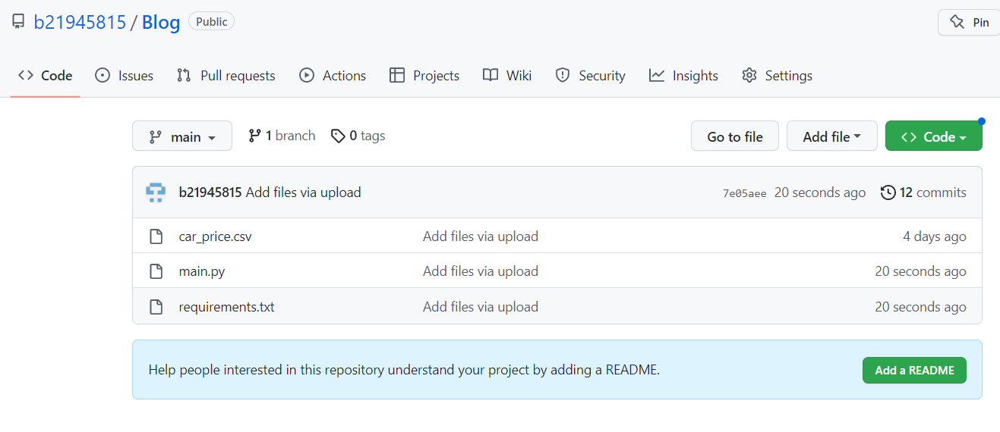 b21945815 / Blog Public Pin
Code Issues Pull requests Actions Projects Wiki Security Insights Settings
main 1 branch 0 tags Go to file Add file Code
b21945815 Add files via upload 7e05aee 20 seconds ago 12 commits
car_price.csv Add files via upload 4 days ago
main.py Add files via upload 20 seconds ago
requirements.txt Add files via upload 20 seconds ago
Help people interested in this repository understand your project by adding a README. Add a README